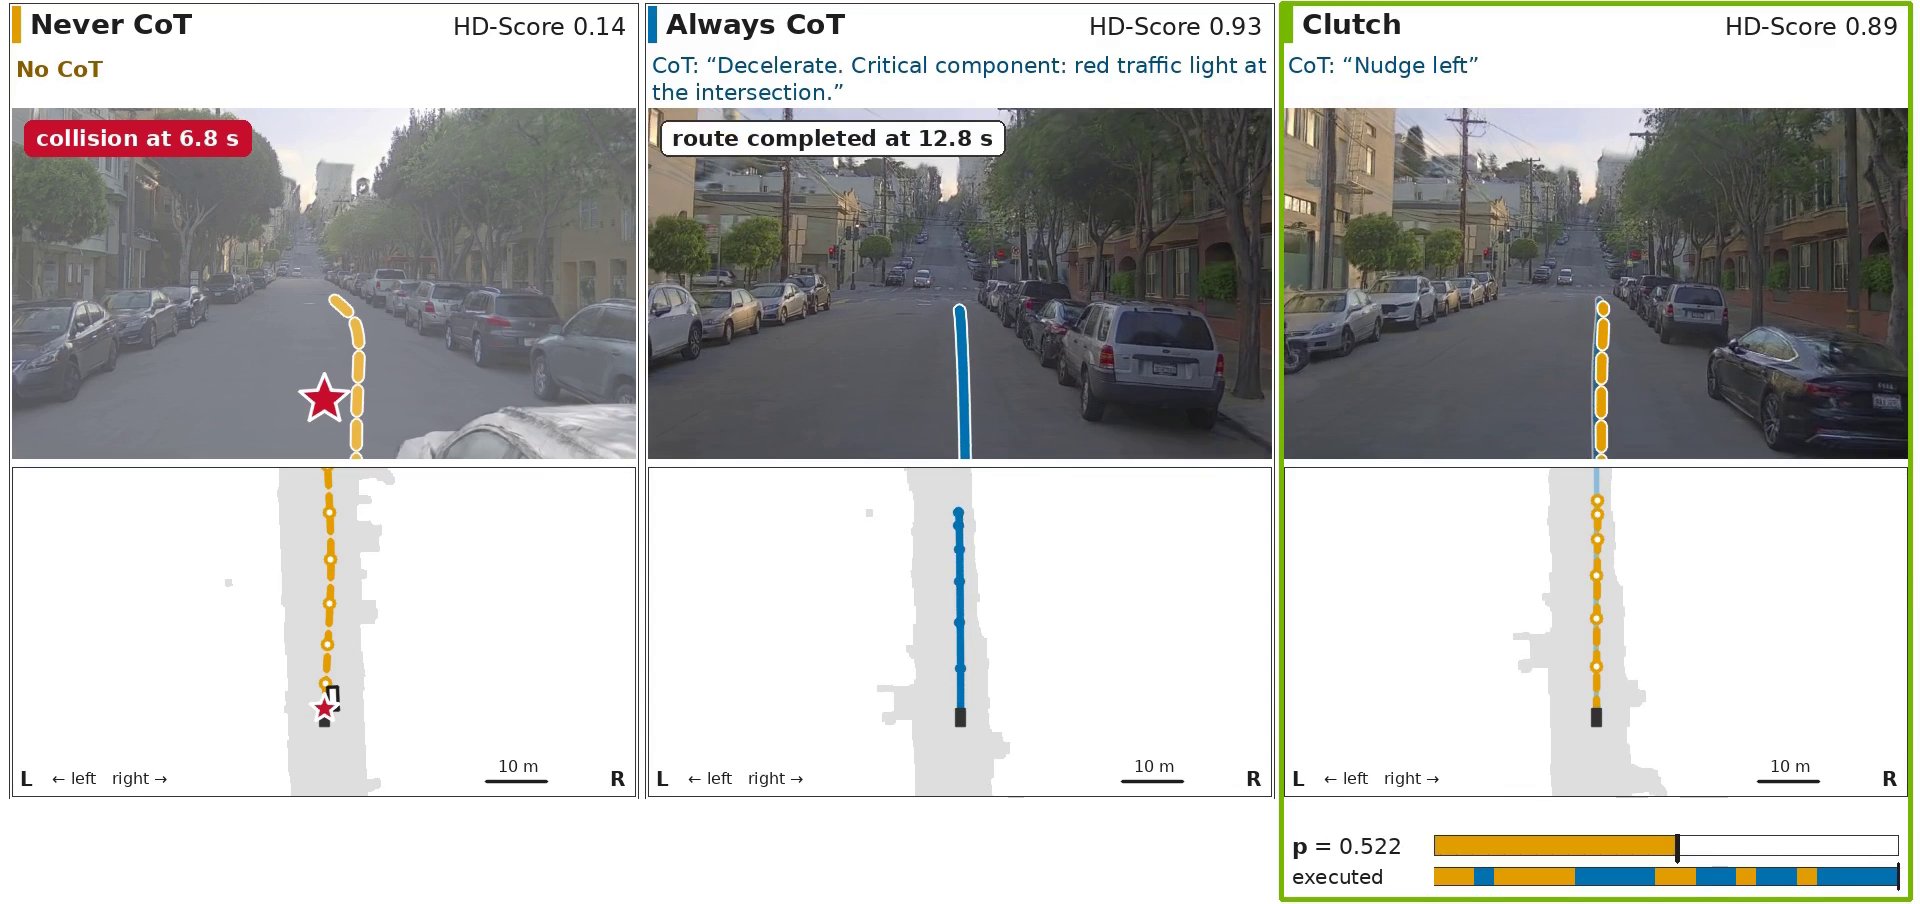 Never CoT
HD-Score 0.14
No CoT
collision at 6.8 s
L ← left right → 10 m R
Always CoT
HD-Score 0.93
CoT: “Decelerate. Critical component: red traffic light at
the intersection.”
route completed at 12.8 s
L ← left right → 10 m R
Clutch
HD-Score 0.89
CoT: “Nudge left”
L ← left right → 10 m R
p = 0.522
executed